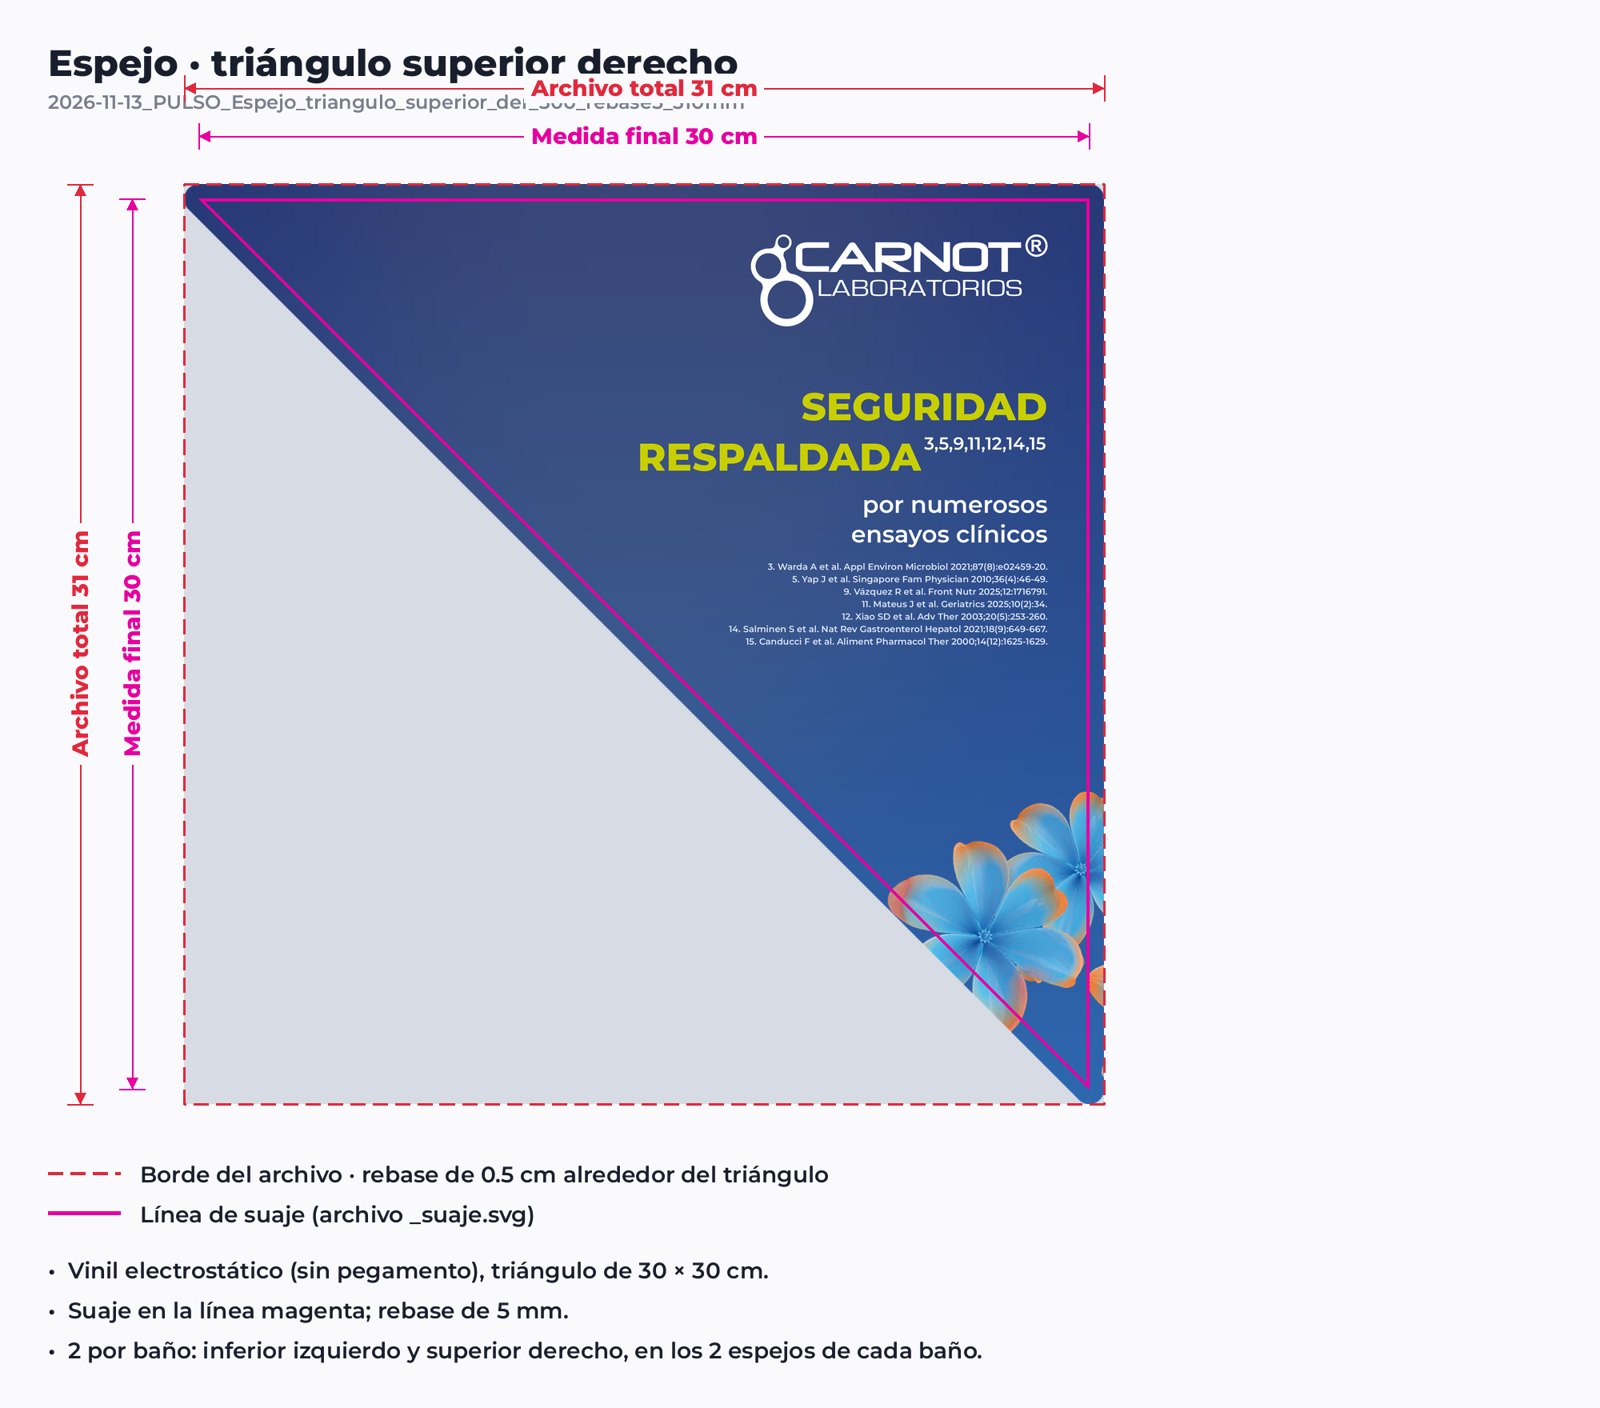 Espejo · triángulo superior derecho
Archivo total 31 cm
2026-11-13_PULSO_Espejo_triangulo_superior_der_300_rebase5_310mm
Medida final 30 cm
Archivo total 31 cm
Medida final 30 cm
CARNOT®
LABORATORIOS
SEGURIDAD
RESPALDADA 3,5,9,11,12,14,15
por numerosos
ensayos clínicos
3. Warda A et al. Appl Environ Microbiol 2021;87(8):e02459-20.
5. Yap J et al. Singapore Fam Physician 2010;36(4):46-49.
9. Vázquez R et al. Front Nutr 2025;12:1716791.
11. Mateus J et al. Geriatrics 2025;10(2):34.
12. Xiao SD et al. Adv Ther 2003;20(5):253-260.
14. Salminen S et al. Nat Rev Gastroenterol Hepatol 2021;18(9):649-667.
15. Canducci F et al. Aliment Pharmacol Ther 2000;14(12):1625-1629.
Borde del archivo · rebase de 0.5 cm alrededor del triángulo
Línea de suaje (archivo _suaje.svg)
• Vinil electrostático (sin pegamento), triángulo de 30 × 30 cm.
• Suaje en la línea magenta; rebase de 5 mm.
• 2 por baño: inferior izquierdo y superior derecho, en los 2 espejos de cada baño.